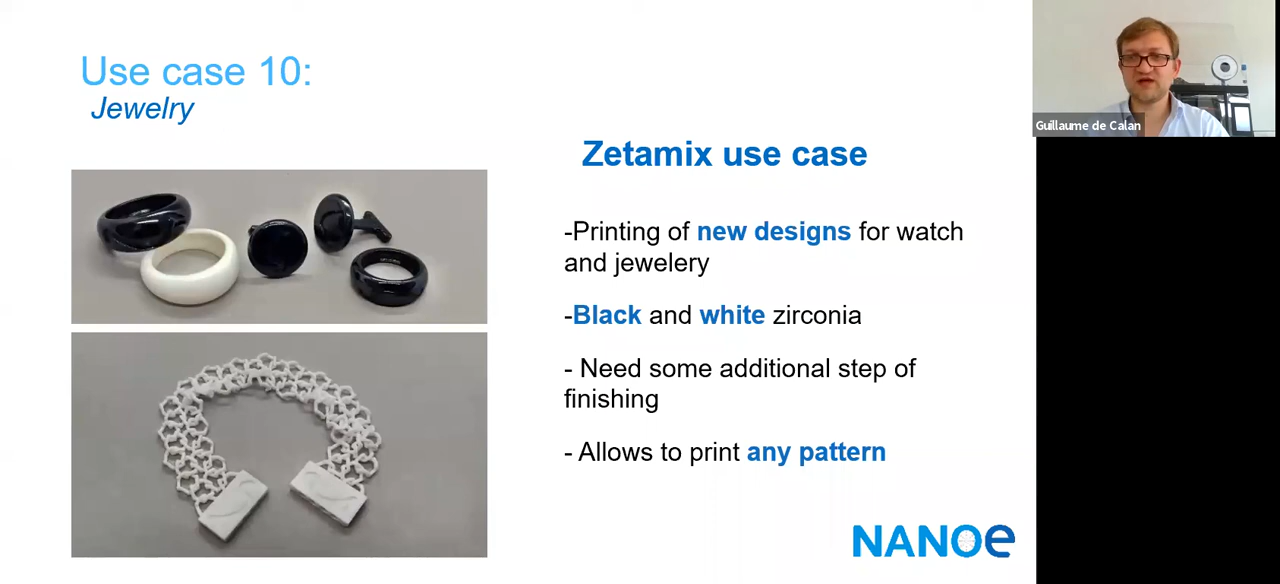 Use case 10:
Jewelry
Guillaume de Calan
Zetamix use case
-Printing of new designs for watch
and jewelery
-Black and white zirconia
- Need some additional step of
finishing
- Allows to print any pattern
NANOe